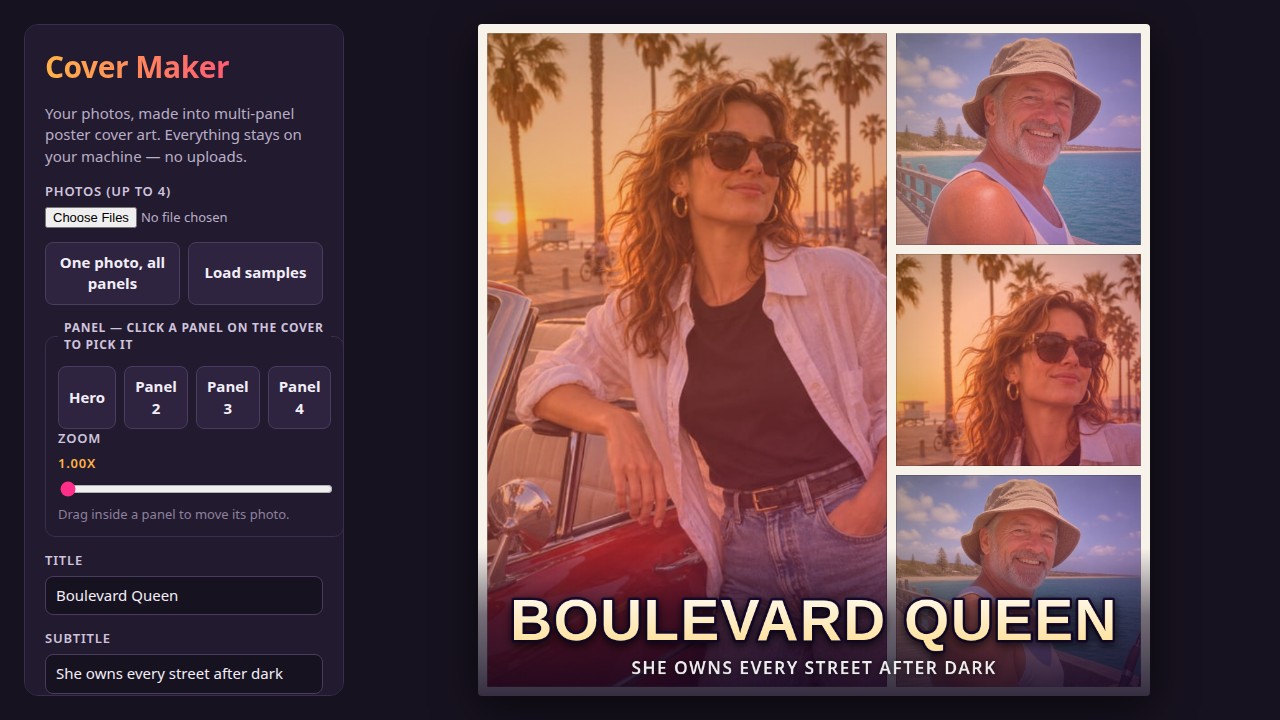 Cover Maker
Your photos, made into multi-panel
poster cover art. Everything stays on
your machine — no uploads.
PHOTOS (UP TO 4)
Choose Files No file chosen
One photo, all
panels
Load samples
PANEL — CLICK A PANEL ON THE COVER
TO PICK IT
Hero
Panel
2
Panel
3
Panel
4
ZOOM
1.00X
Drag inside a panel to move its photo.
TITLE
Boulevard Queen
SUBTITLE
She owns every street after dark
BOULEVARD QUEEN
SHE OWNS EVERY STREET AFTER DARK